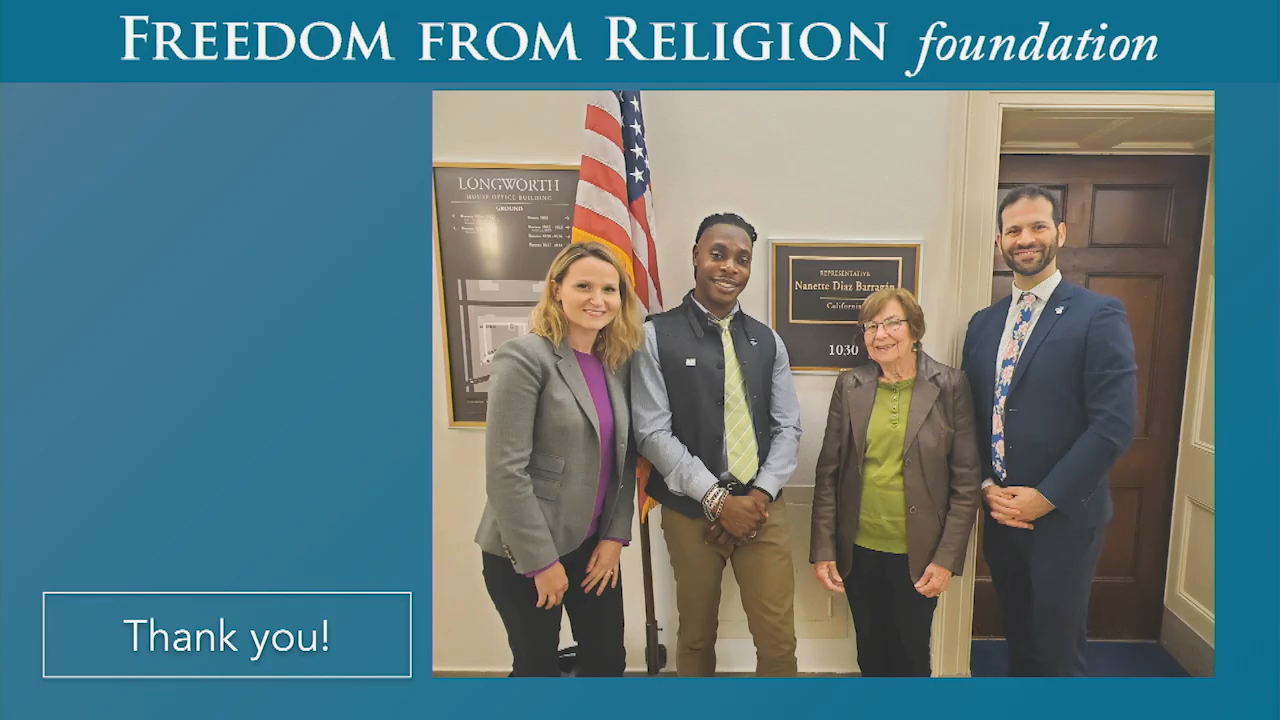 FREEDOM FROM RELIGION foundation
LONGWORTH
HOUSE OFFICE BUILDING
GROUND
REPRESENTATIVE
Nanette Diaz Barragán
California
1030
Thank you!